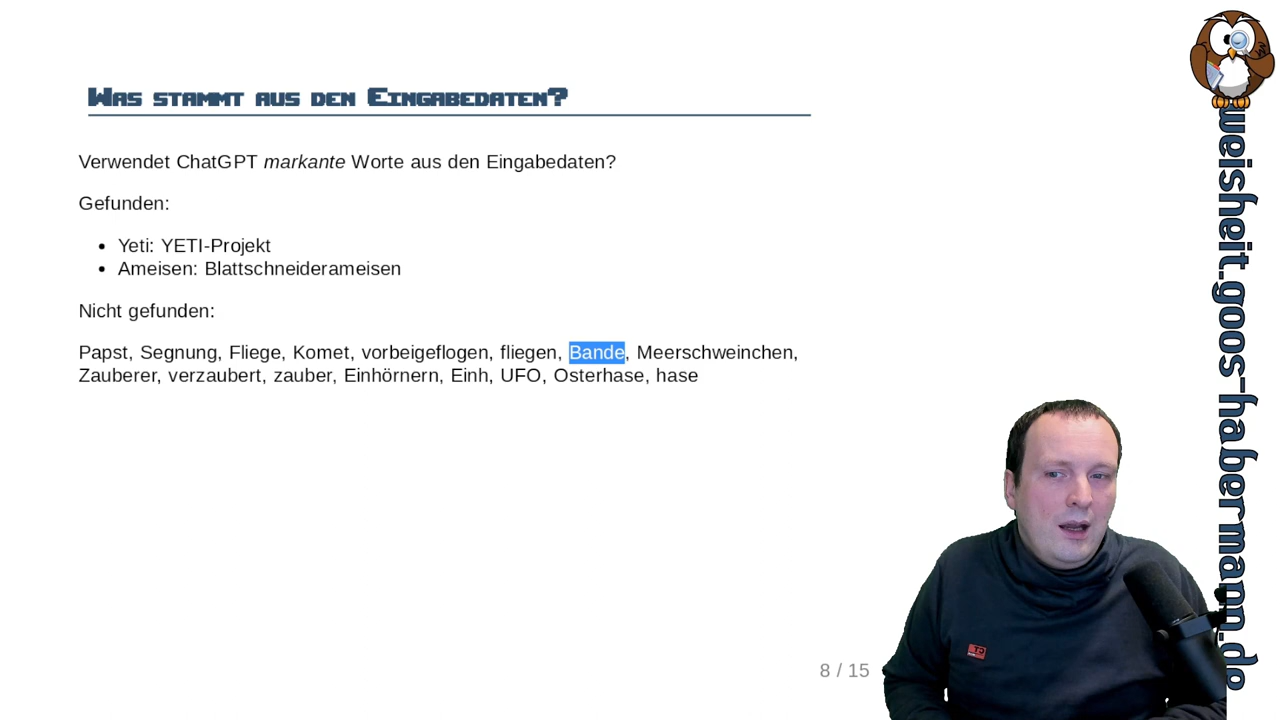 Was stammt aus den Eingabedaten?
Verwendet ChatGPT markante Worte aus den Eingabedaten?
Gefunden:
• Yeti: YETI-Projekt
• Ameisen: Blattschneiderameisen
Nicht gefunden:
Papst, Segnung, Fliege, Komet, vorbeigeflogen, fliegen, Bande, Meerschweinchen,
Zauberer, verzaubert, zauber, Einhörnern, Einh, UFO, Osterhase, hase
8 / 15
weisheit.goos-habermann.de